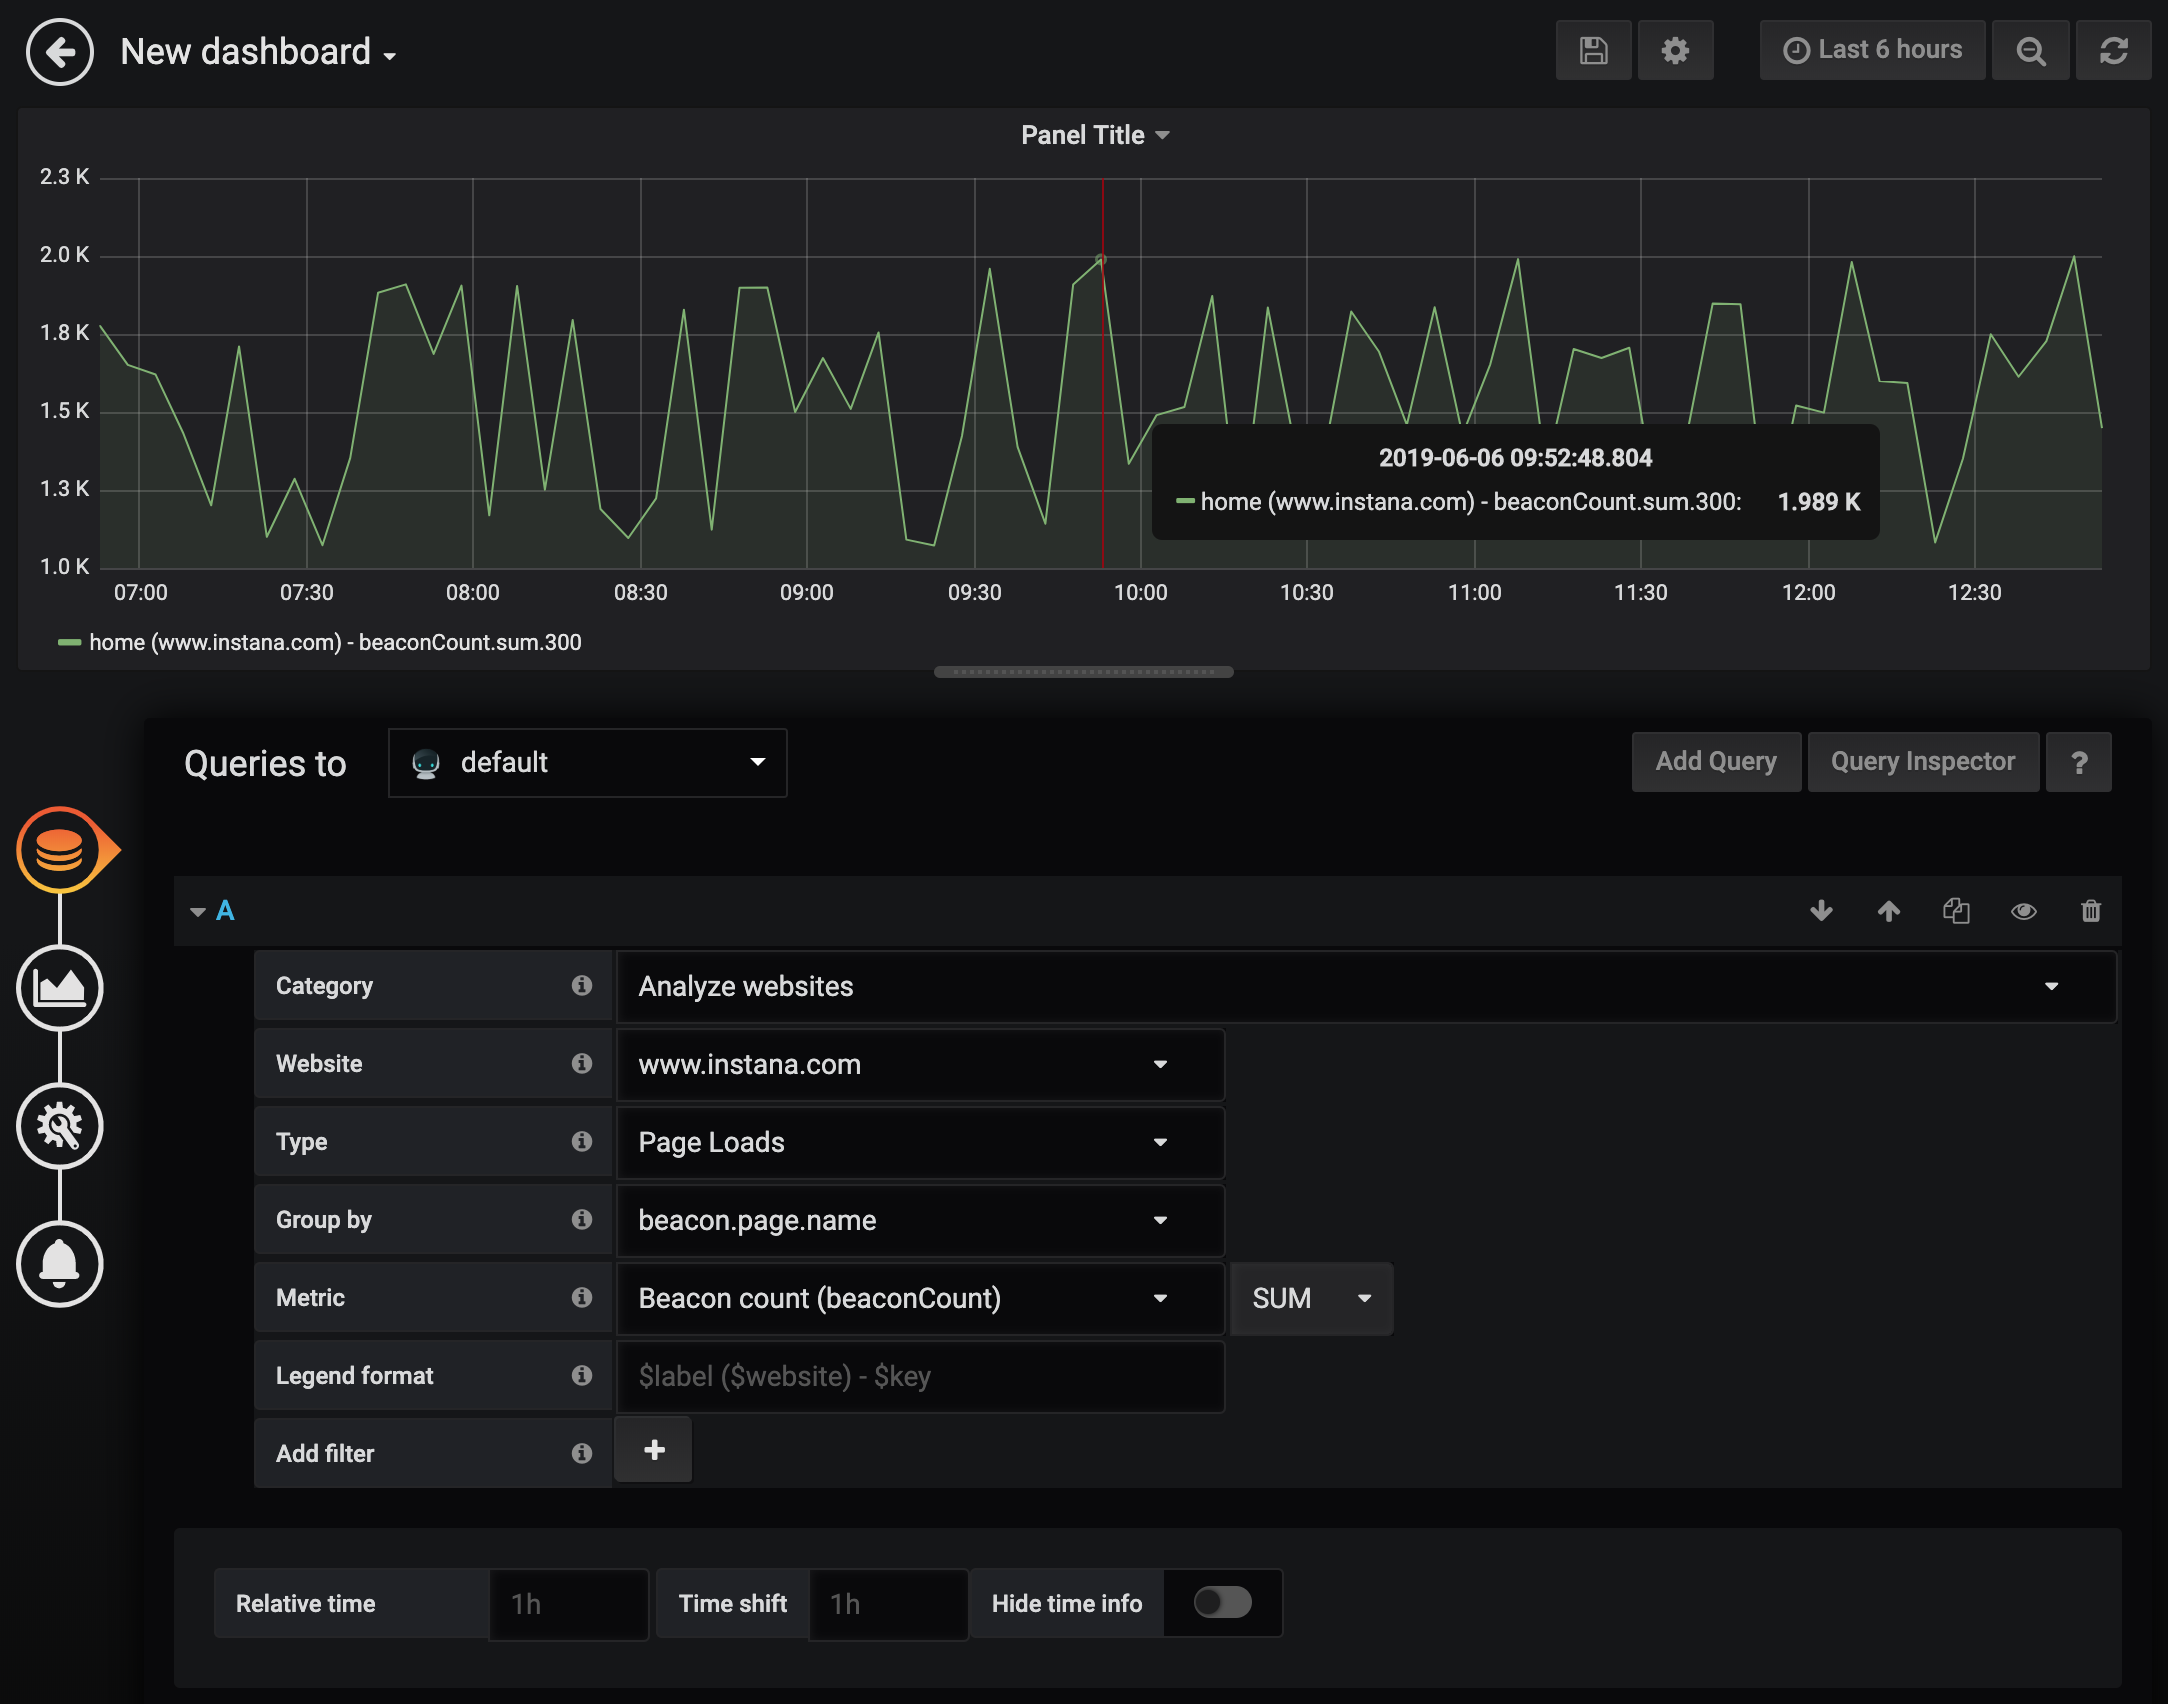 New dashboard
Last 6 hours
Panel Title
2.3 K
2.0 K
1.8 K
1.5 K
1.3 K
1.0 K
07:00 07:30 08:00 08:30 09:00 09:30 10:00 10:30 11:00 11:30 12:00 12:30
2019-06-06 09:52:48.804
home (www.instana.com) - beaconCount.sum.300: 1.989 K
home (www.instana.com) - beaconCount.sum.300
Queries to default Add Query Query Inspector ?
A
Category Analyze websites
Website www.instana.com
Type Page Loads
Group by beacon.page.name
Metric Beacon count (beaconCount) SUM
Legend format $label ($website) - $key
Add filter +
Relative time 1h Time shift 1h Hide time info